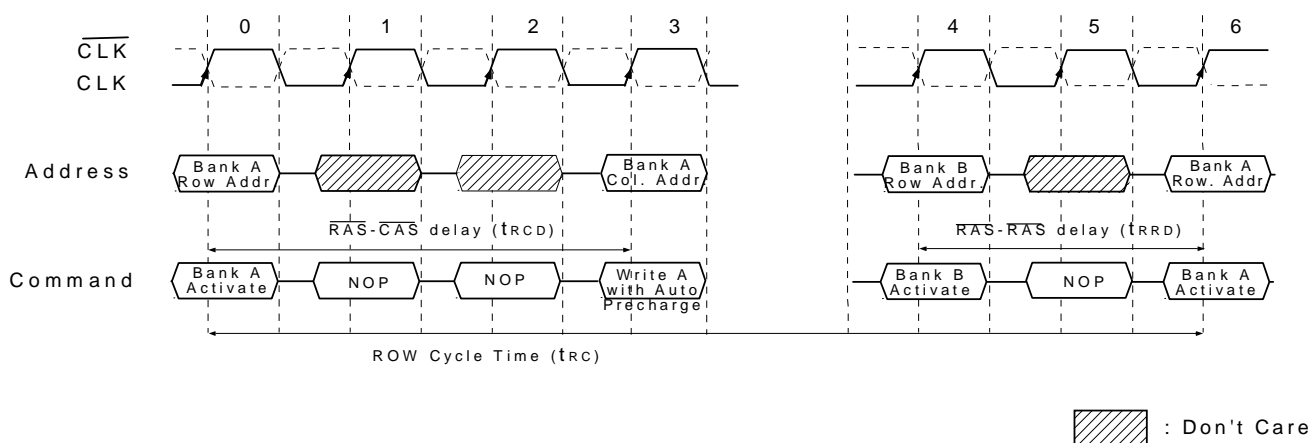 0 1 2 3 4 5 6
CLK
CLK
Address
Bank A
Row Addr.
Bank A
Col. Addr.
Bank B
Row Addr.
Bank A
Row. Addr.
RAS-CAS delay (tRCD)
RAS-RAS delay (tRRD)
Command
Bank A
Activate
NOP
NOP
Write A
with Auto
Precharge
Bank B
Activate
NOP
Bank A
Activate
ROW Cycle Time (tRC)
: Don't Care